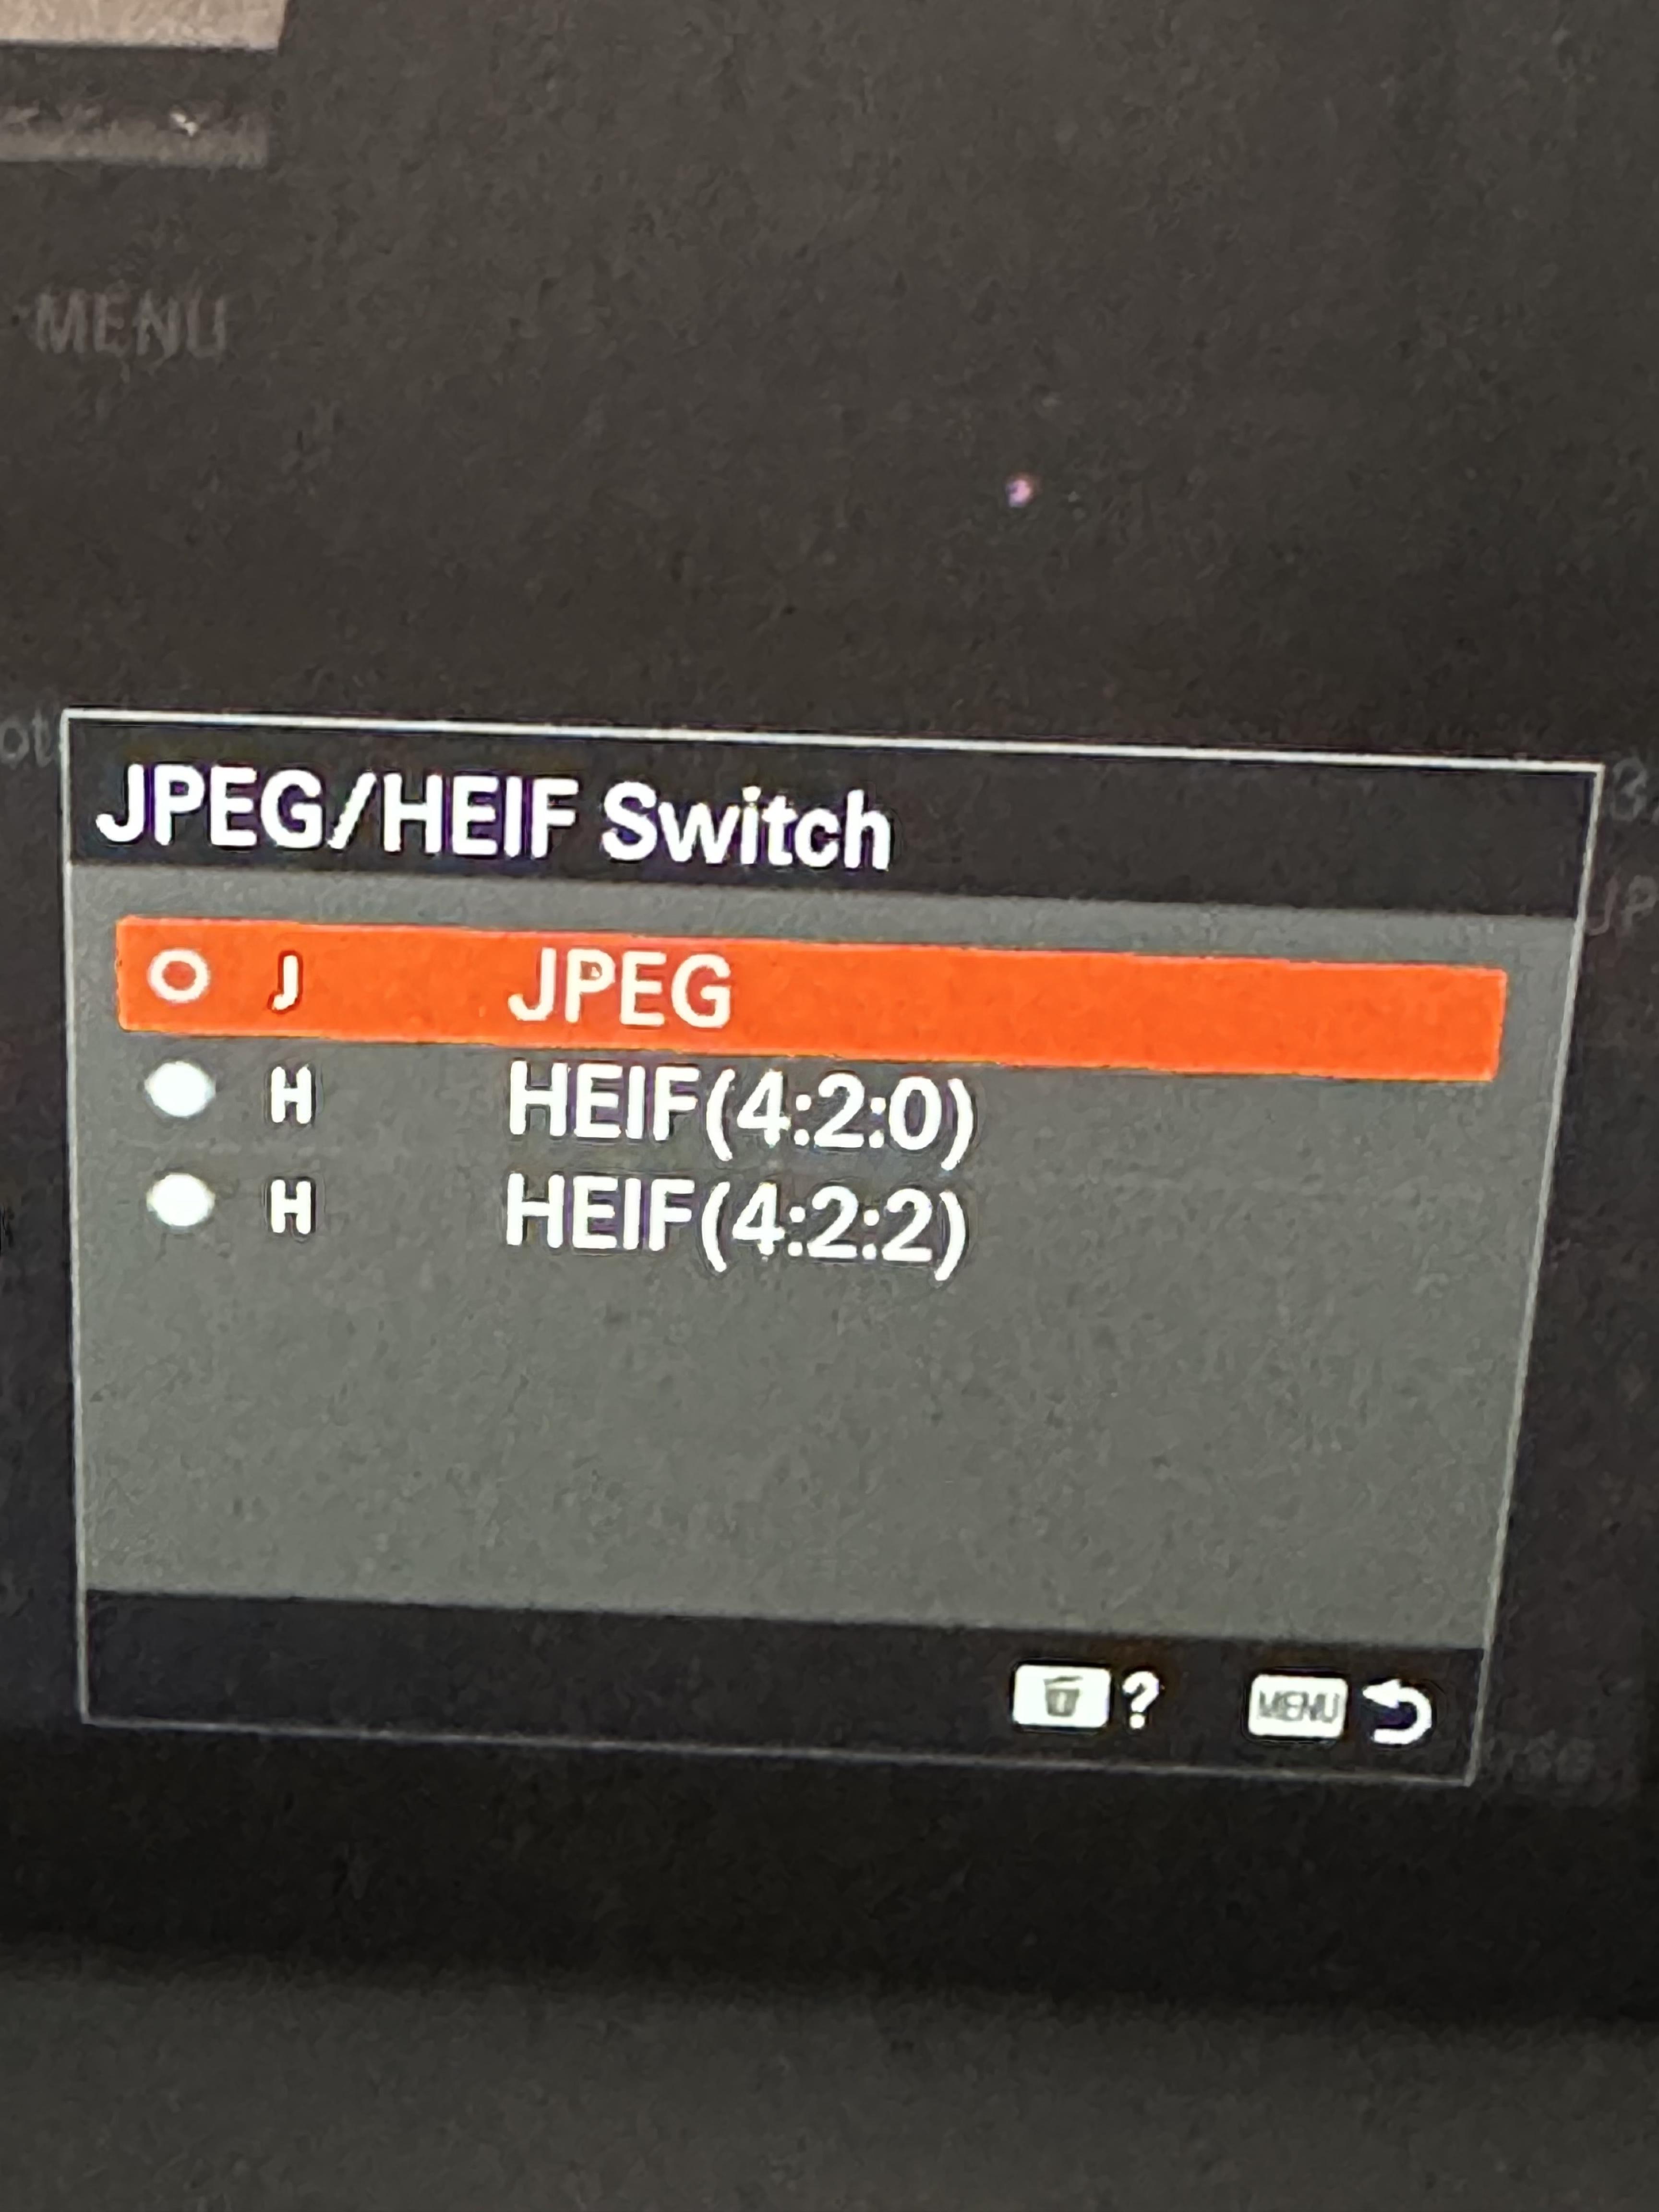 MENU
JPEG/HEIF Switch
J JPEG
H HEIF(4:2:0)
H HEIF(4:2:2)
? MENU